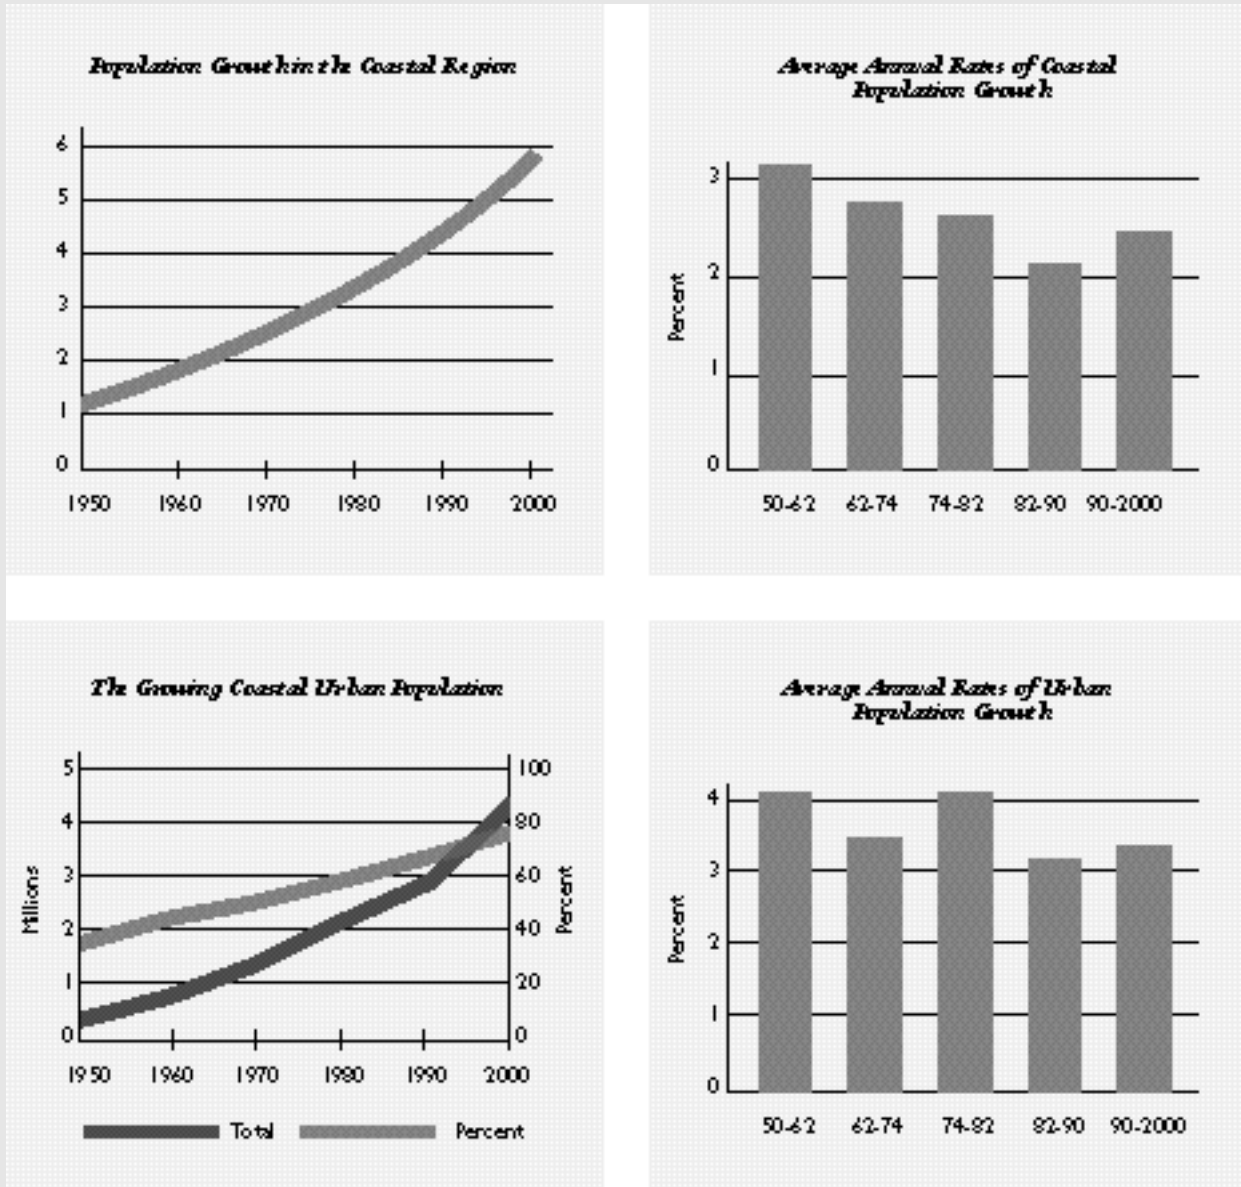 Population Growth in the Coastal Region
6
5
4
3
2
1
0
1950 1960 1970 1980 1990 2000
Average Annual Rates of Coastal
Population Growth
Percent
3
2
1
0
50-62 62-74 74-82 82-90 90-2000
The Growing Coastal Urban Population
Millions
5
4
3
2
1
0
100
80
60
40
20
0
Percent
1950 1960 1970 1980 1990 2000
Total Percent
Average Annual Rates of Urban
Population Growth
Percent
4
3
2
1
0
50-62 62-74 74-82 82-90 90-2000